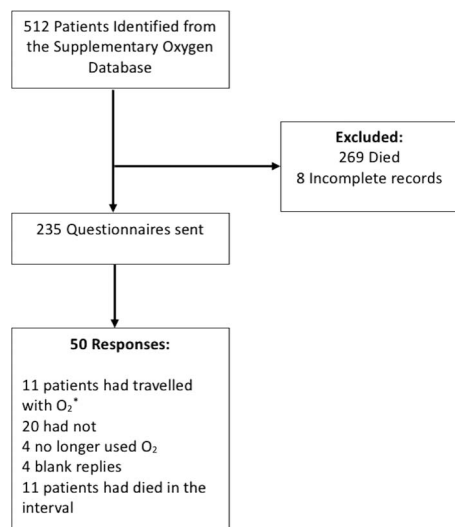 512 Patients Identified from
the Supplementary Oxygen
Database
Excluded:
269 Died
8 Incomplete records
235 Questionnaires sent
50 Responses:
11 patients had travelled
with O₂*
20 had not
4 no longer used O₂
4 blank replies
11 patients had died in the
interval